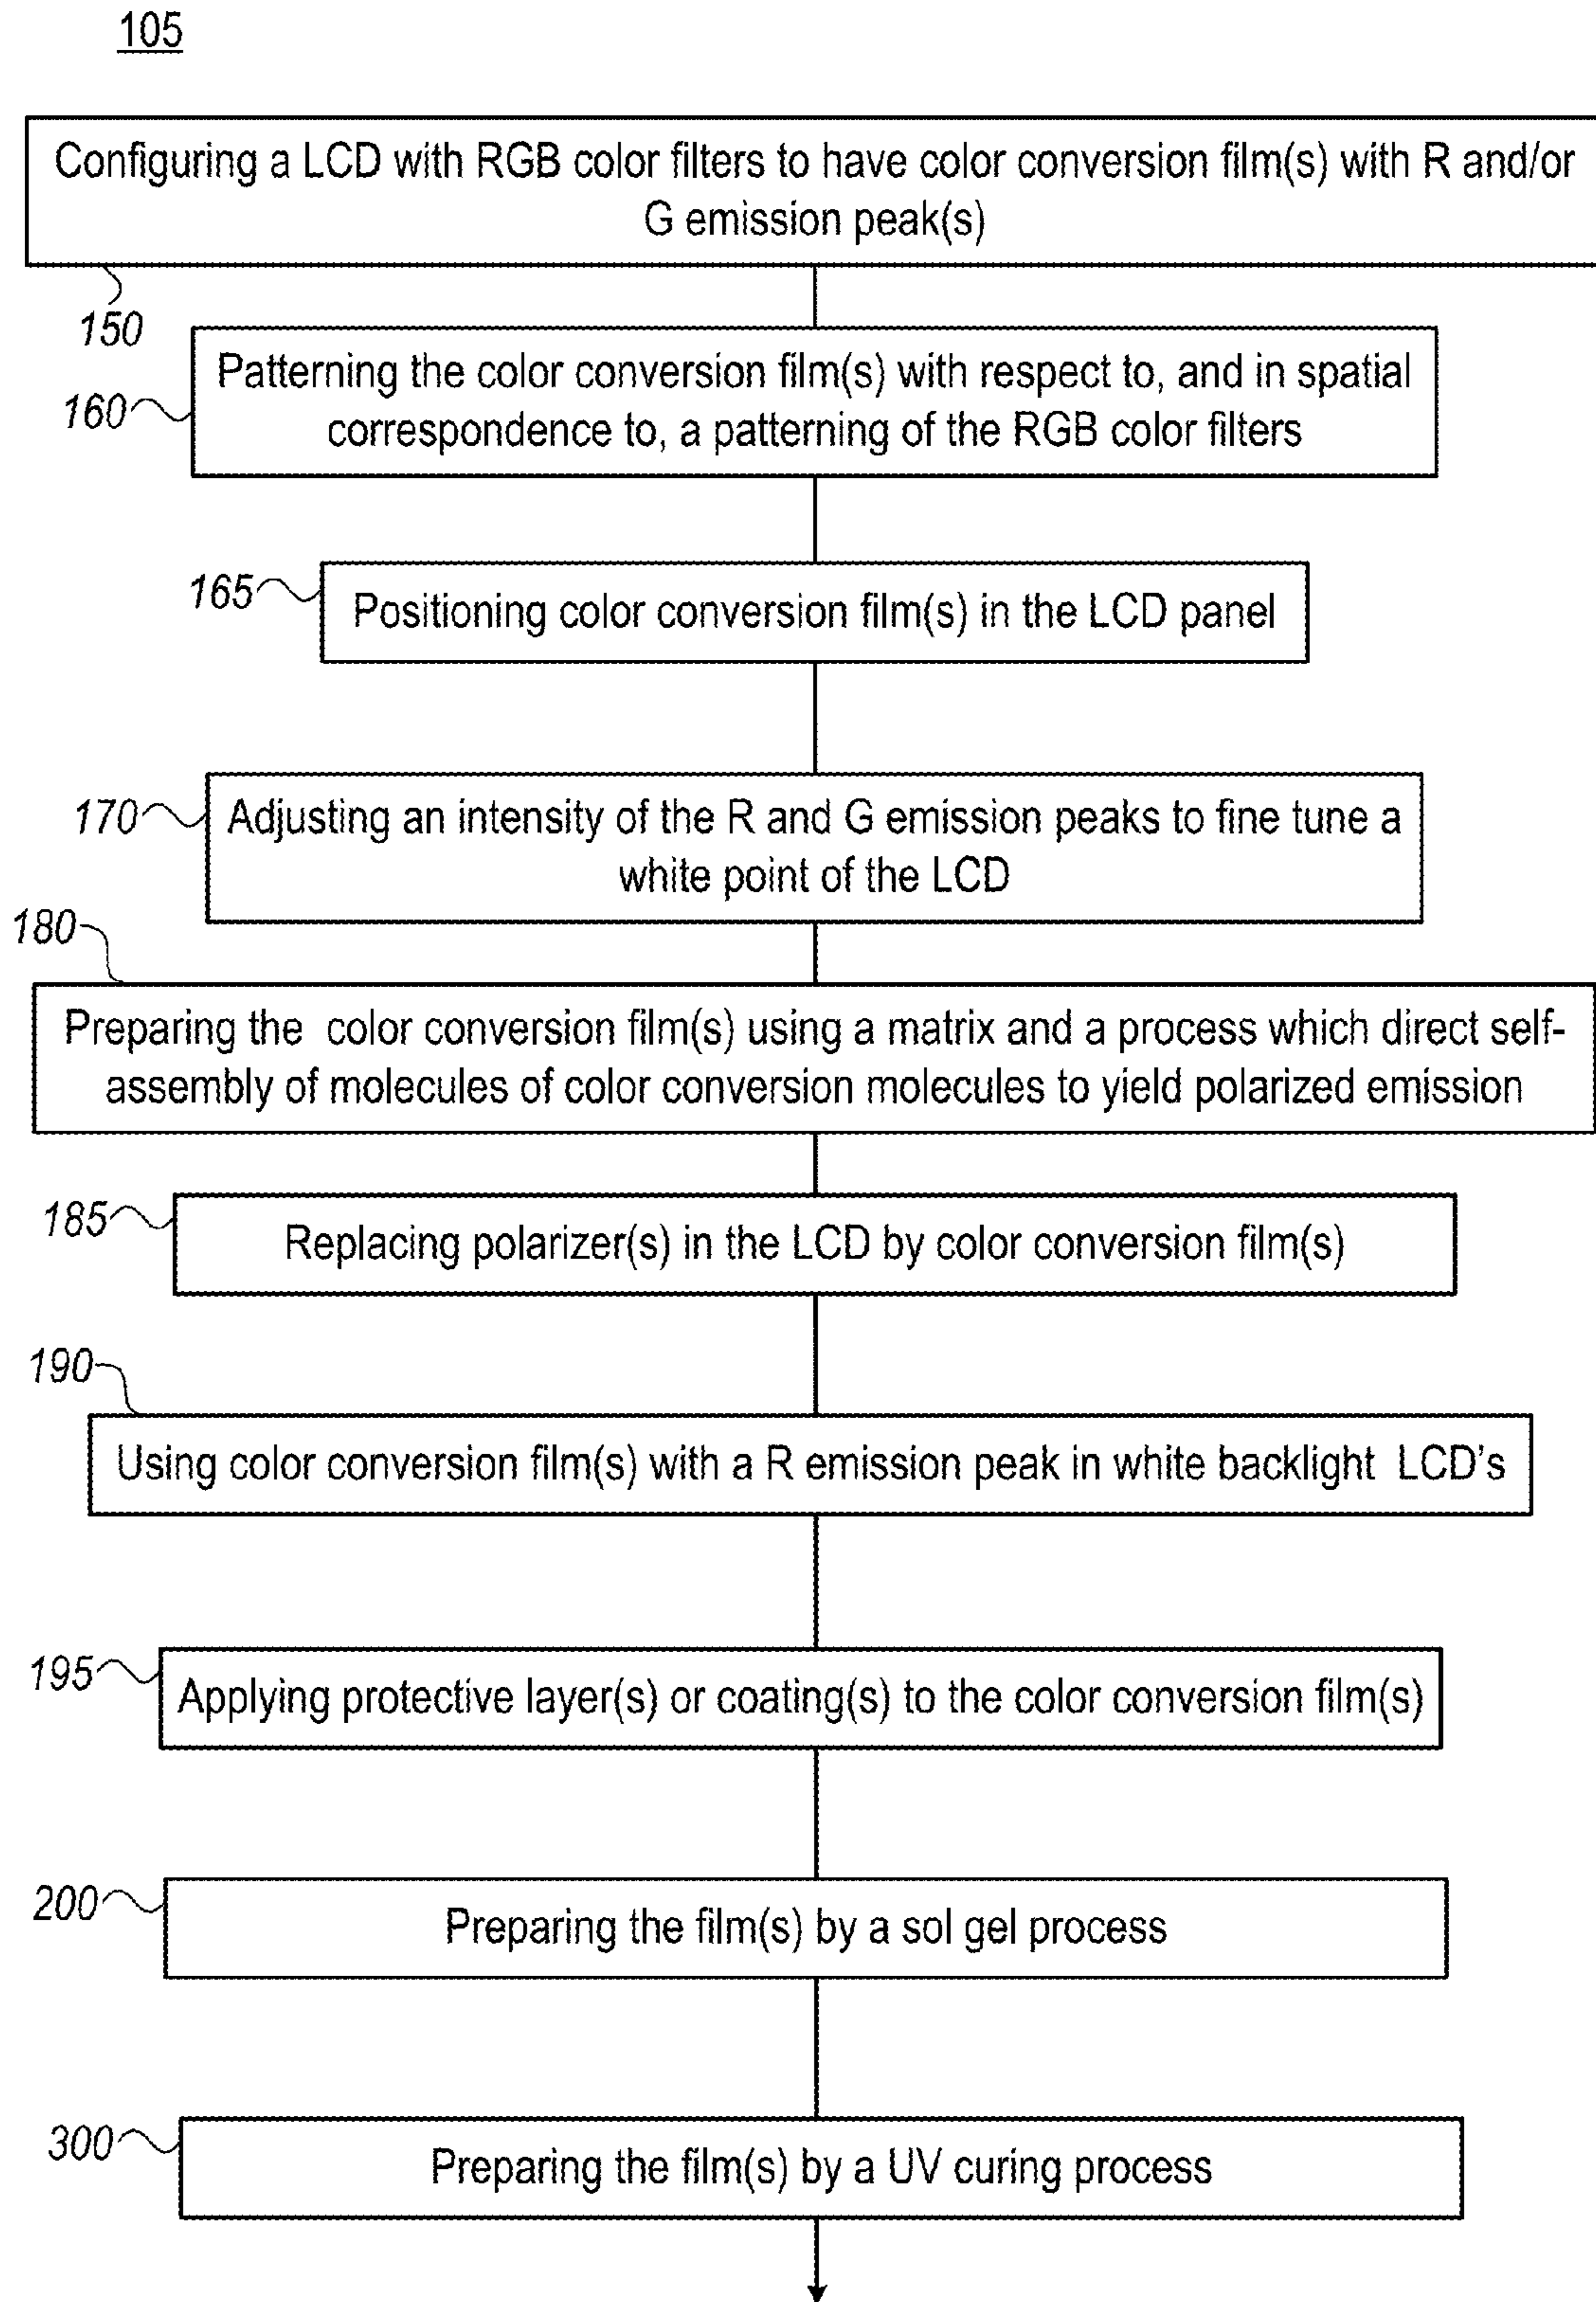 105
Configuring a LCD with RGB color filters to have color conversion film(s) with R and/or
G emission peak(s)
150
Patterning the color conversion film(s) with respect to, and in spatial
correspondence to, a patterning of the RGB color filters
160
165
Positioning color conversion film(s) in the LCD panel
170
Adjusting an intensity of the R and G emission peaks to fine tune a
white point of the LCD
180
Preparing the color conversion film(s) using a matrix and a process which direct self-
assembly of molecules of color conversion molecules to yield polarized emission
185
Replacing polarizer(s) in the LCD by color conversion film(s)
190
Using color conversion film(s) with a R emission peak in white backlight LCD's
195
Applying protective layer(s) or coating(s) to the color conversion film(s)
200
Preparing the film(s) by a sol gel process
300
Preparing the film(s) by a UV curing process